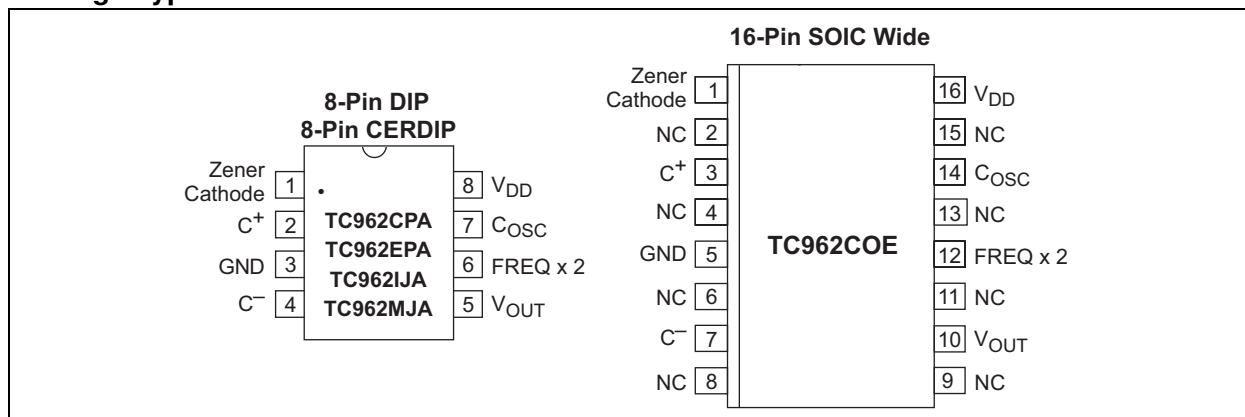 16-Pin SOIC Wide
8-Pin DIP
8-Pin CERDIP
Zener
Cathode 1
C+ 2
GND 3
C– 4
TC962CPA
TC962EPA
TC962IJA
TC962MJA
8 VDD
7 COSC
6 FREQ x 2
5 VOUT
Zener
Cathode 1
NC 2
C+ 3
NC 4
GND 5
NC 6
C– 7
NC 8
TC962COE
16 VDD
15 NC
14 COSC
13 NC
12 FREQ x 2
11 NC
10 VOUT
9 NC